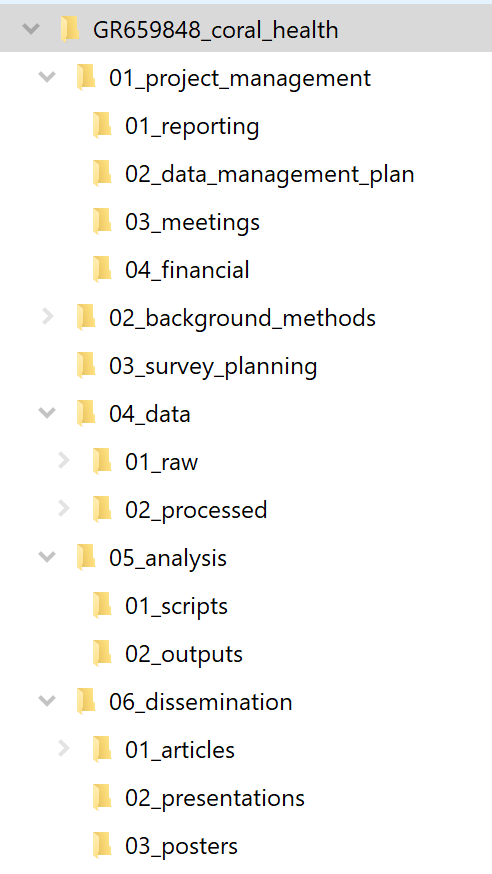 GR659848_coral_health
01_project_management
01_reporting
02_data_management_plan
03_meetings
04_financial
02_background_methods
03_survey_planning
04_data
01_raw
02_processed
05_analysis
01_scripts
02_outputs
06_dissemination
01_articles
02_presentations
03_posters